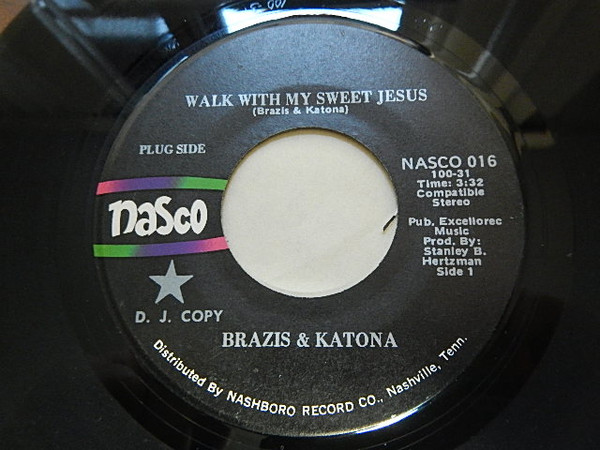 WALK WITH MY SWEET JESUS
(Brazis & Katona)
PLUG SIDE
NASCO 016
100-31
Time: 3:32
Compatible
Stereo
nasco
Pub. Excellorec
Music
Prod. By:
Stanley B.
Hertzman
Side 1
D. J. COPY
BRAZIS & KATONA
Distributed By NASHBORO RECORD CO., Nashville, Tenn.